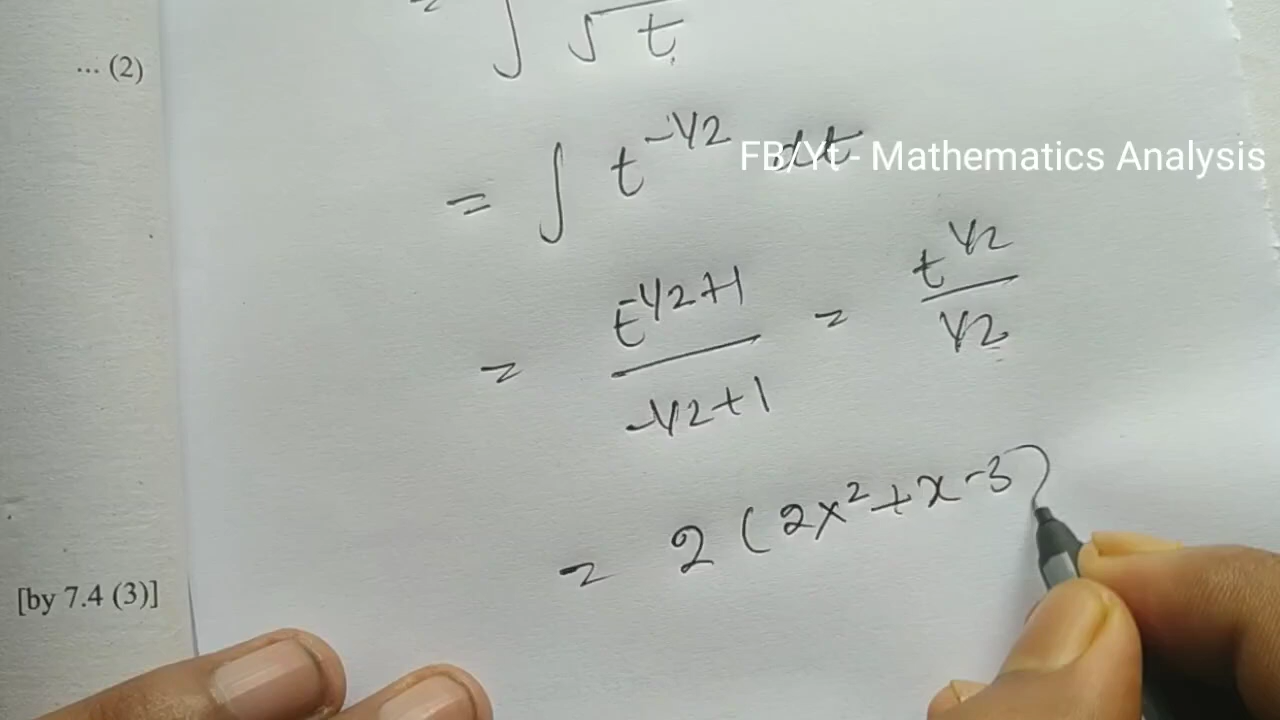 = ∫ √t
... (2)
= ∫ t^{-1/2} dt
FB/Yt - Mathematics Analysis
= t^{1/2+1} / -1/2+1 = t^{1/2} / 1/2
= 2 (2x² + x - 3)
[by 7.4 (3)]